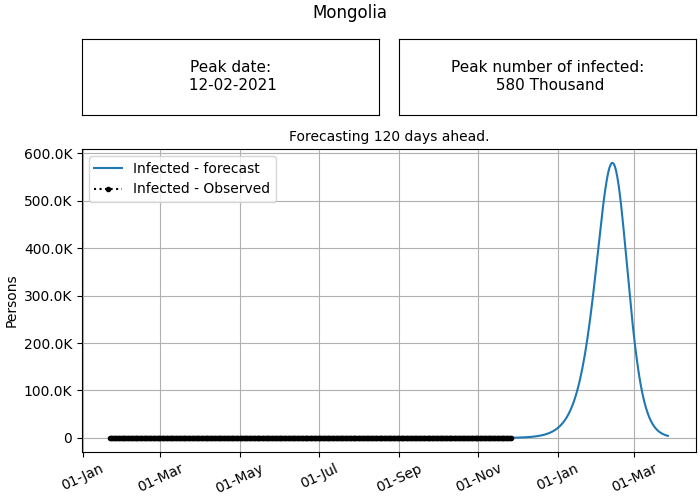 Mongolia
Peak date:
12-02-2021
Peak number of infected:
580 Thousand
Forecasting 120 days ahead.
Infected - forecast
Infected - Observed
Persons
600.0K
500.0K
400.0K
300.0K
200.0K
100.0K
0
01-Jan
01-Mar
01-May
01-Jul
01-Sep
01-Nov
01-Jan
01-Mar